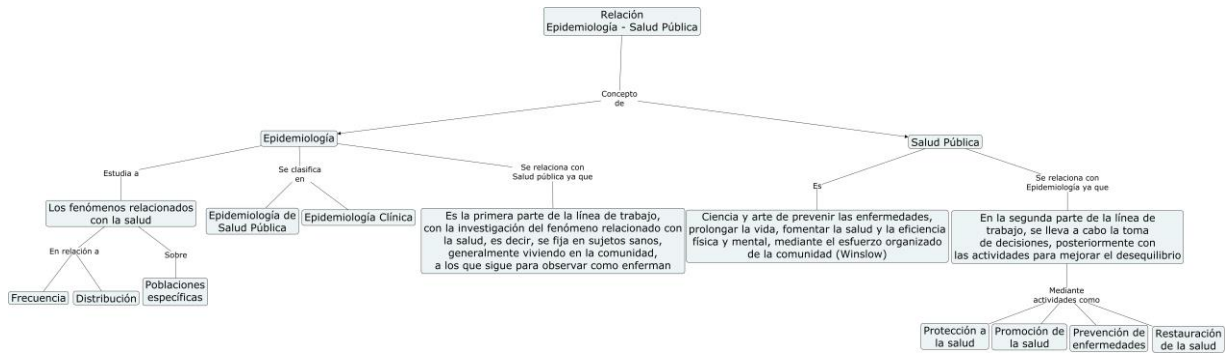 Relación
Epidemiología - Salud Pública
Concepto
de
Epidemiología
Salud Pública
Estudia a
Se clasifica
en
Se relaciona con
Salud pública ya que
Es
Se relaciona con
Epidemiología ya que
Los fenómenos relacionados
con la salud
Epidemiología de
Salud Pública
Epidemiología Clínica
Es la primera parte de la línea de trabajo,
con la investigación del fenómeno relacionado con
la salud, es decir, se fija en sujetos sanos,
generalmente viviendo en la comunidad,
a los que sigue para observar como enferman
Ciencia y arte de prevenir las enfermedades,
prolongar la vida, fomentar la salud y la eficiencia
física y mental, mediante el esfuerzo organizado
de la comunidad (Winslow)
En la segunda parte de la línea de
trabajo, se lleva a cabo la toma
de decisiones, posteriormente con
las actividades para mejorar el desequilibrio
En relación a
Sobre
Frecuencia
Distribución
Poblaciones
específicas
Mediante
actividades como
Protección a
la salud
Promoción de
la salud
Prevención de
enfermedades
Restauración
de la salud